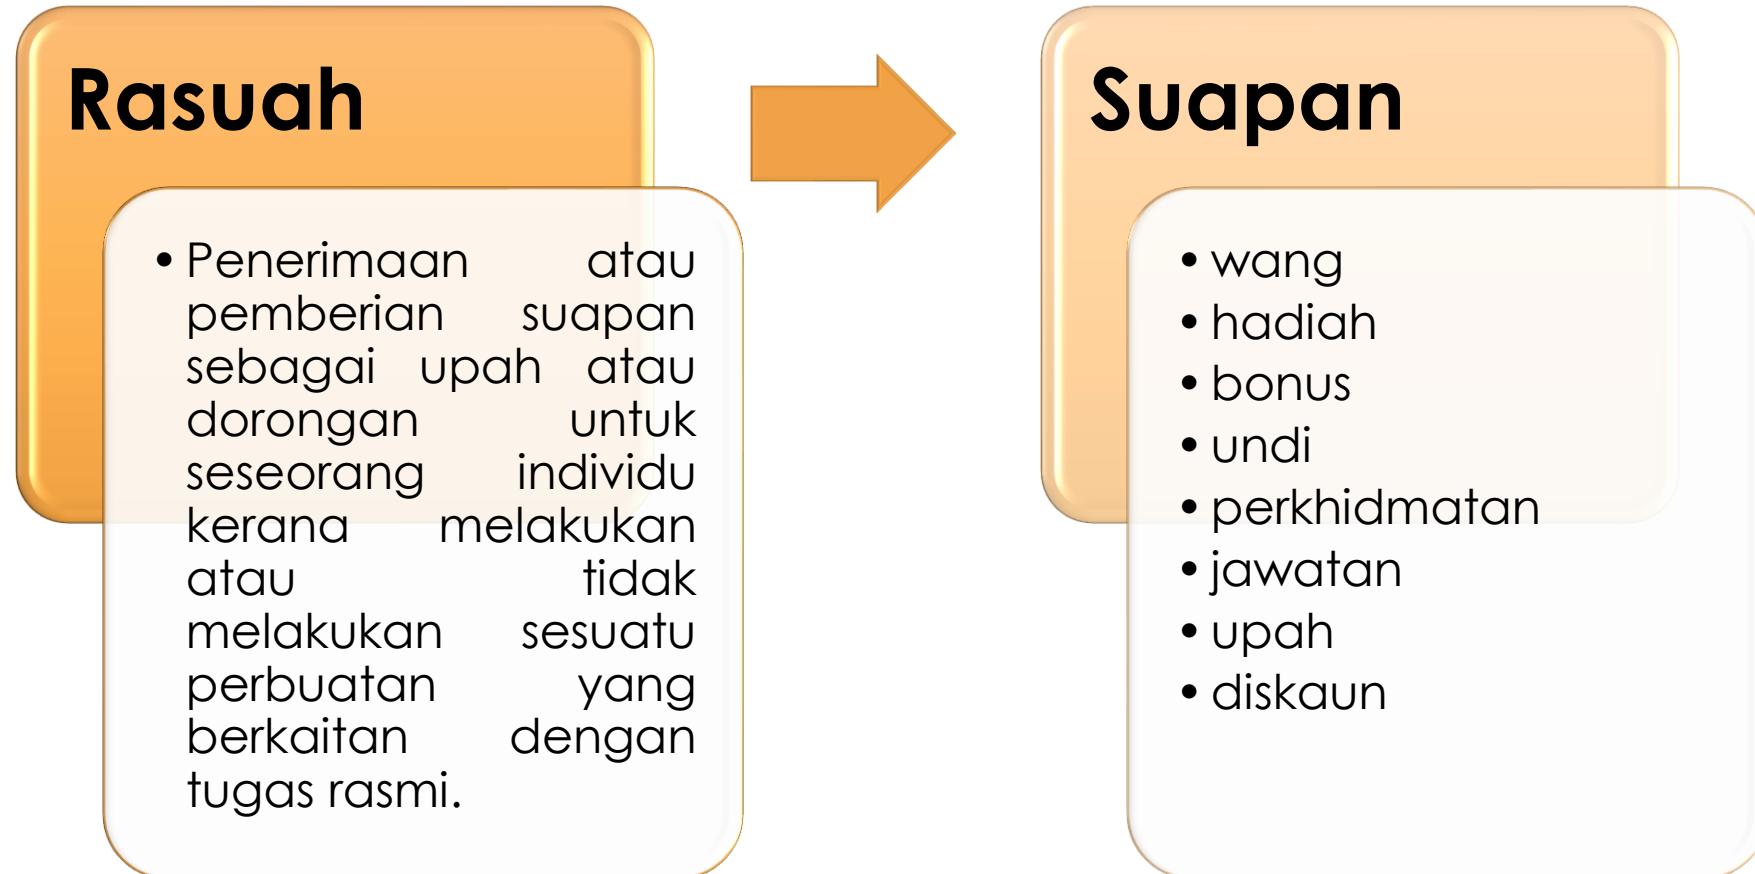 Rasuah
• Penerimaan atau
pemberian suapan
sebagai upah atau
dorongan untuk
seseorang individu
kerana melakukan
atau tidak
melakukan sesuatu
perbuatan yang
berkaitan dengan
tugas rasmi.
Suapan
• wang
• hadiah
• bonus
• undi
• perkhidmatan
• jawatan
• upah
• diskaun